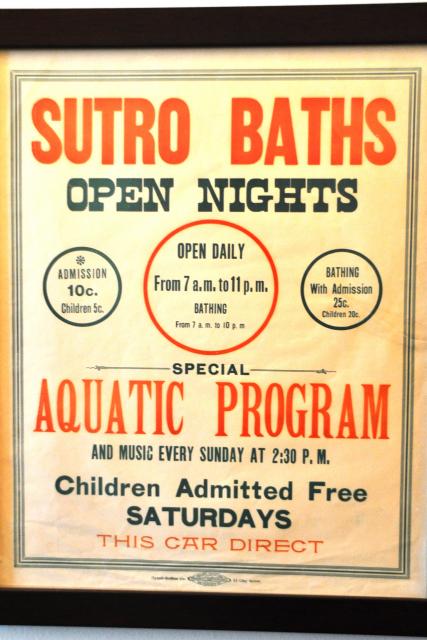 SUTRO BATHS
OPEN NIGHTS
ADMISSION
10c.
Children 5c.
OPEN DAILY
From 7 a.m. to 11 p.m.
BATHING
From 7 a. m. to 10 p. m
BATHING
With Admission
25c.
Children 20c.
SPECIAL
AQUATIC PROGRAM
AND MUSIC EVERY SUNDAY AT 2:30 P. M.
Children Admitted Free
SATURDAYS
THIS CAR DIRECT